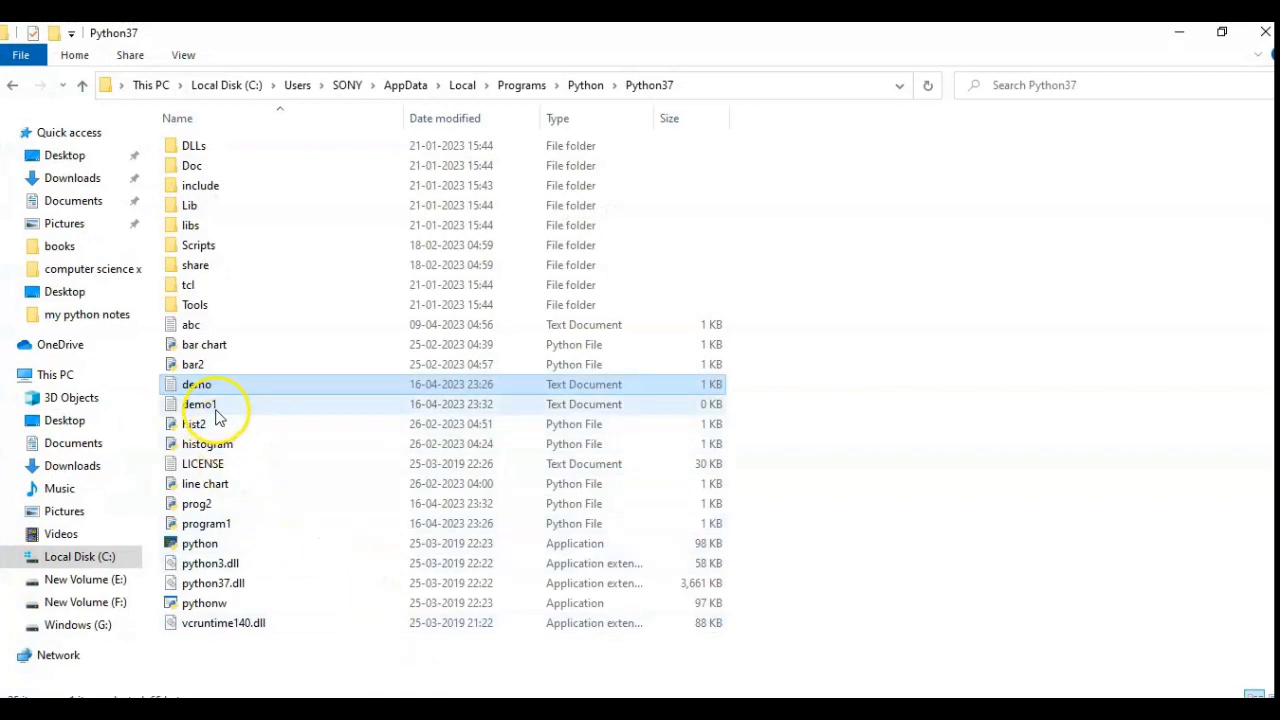 Python37
File Home Share View
This PC Local Disk (C:) Users SONY AppData Local Programs Python Python37
Search Python37
Name Date modified Type Size
Quick access
Desktop
Downloads
Documents
Pictures
books
computer science x
Desktop
my python notes
OneDrive
This PC
3D Objects
Desktop
Documents
Downloads
Music
Pictures
Videos
Local Disk (C:)
New Volume (E:)
New Volume (F:)
Windows (G:)
Network
DLLs 21-01-2023 15:44 File folder
Doc 21-01-2023 15:44 File folder
include 21-01-2023 15:43 File folder
Lib 21-01-2023 15:44 File folder
libs 21-01-2023 15:44 File folder
Scripts 18-02-2023 04:59 File folder
share 18-02-2023 04:59 File folder
tcl 21-01-2023 15:44 File folder
Tools 21-01-2023 15:44 File folder
abc 09-04-2023 04:56 Text Document 1 KB
bar chart 25-02-2023 04:39 Python File 1 KB
bar2 25-02-2023 04:57 Python File 1 KB
demo 16-04-2023 23:26 Text Document 1 KB
demo1 16-04-2023 23:32 Text Document 0 KB
hist2 26-02-2023 04:51 Python File 1 KB
histogram 26-02-2023 04:24 Python File 1 KB
LICENSE 25-03-2019 22:26 Text Document 30 KB
line chart 26-02-2023 04:00 Python File 1 KB
prog2 16-04-2023 23:32 Python File 1 KB
program1 16-04-2023 23:26 Python File 1 KB
python 25-03-2019 22:23 Application 98 KB
python3.dll 25-03-2019 22:22 Application exten... 58 KB
python37.dll 25-03-2019 22:22 Application exten... 3,661 KB
pythonw 25-03-2019 22:23 Application 97 KB
vcruntime140.dll 25-03-2019 21:22 Application exten... 88 KB